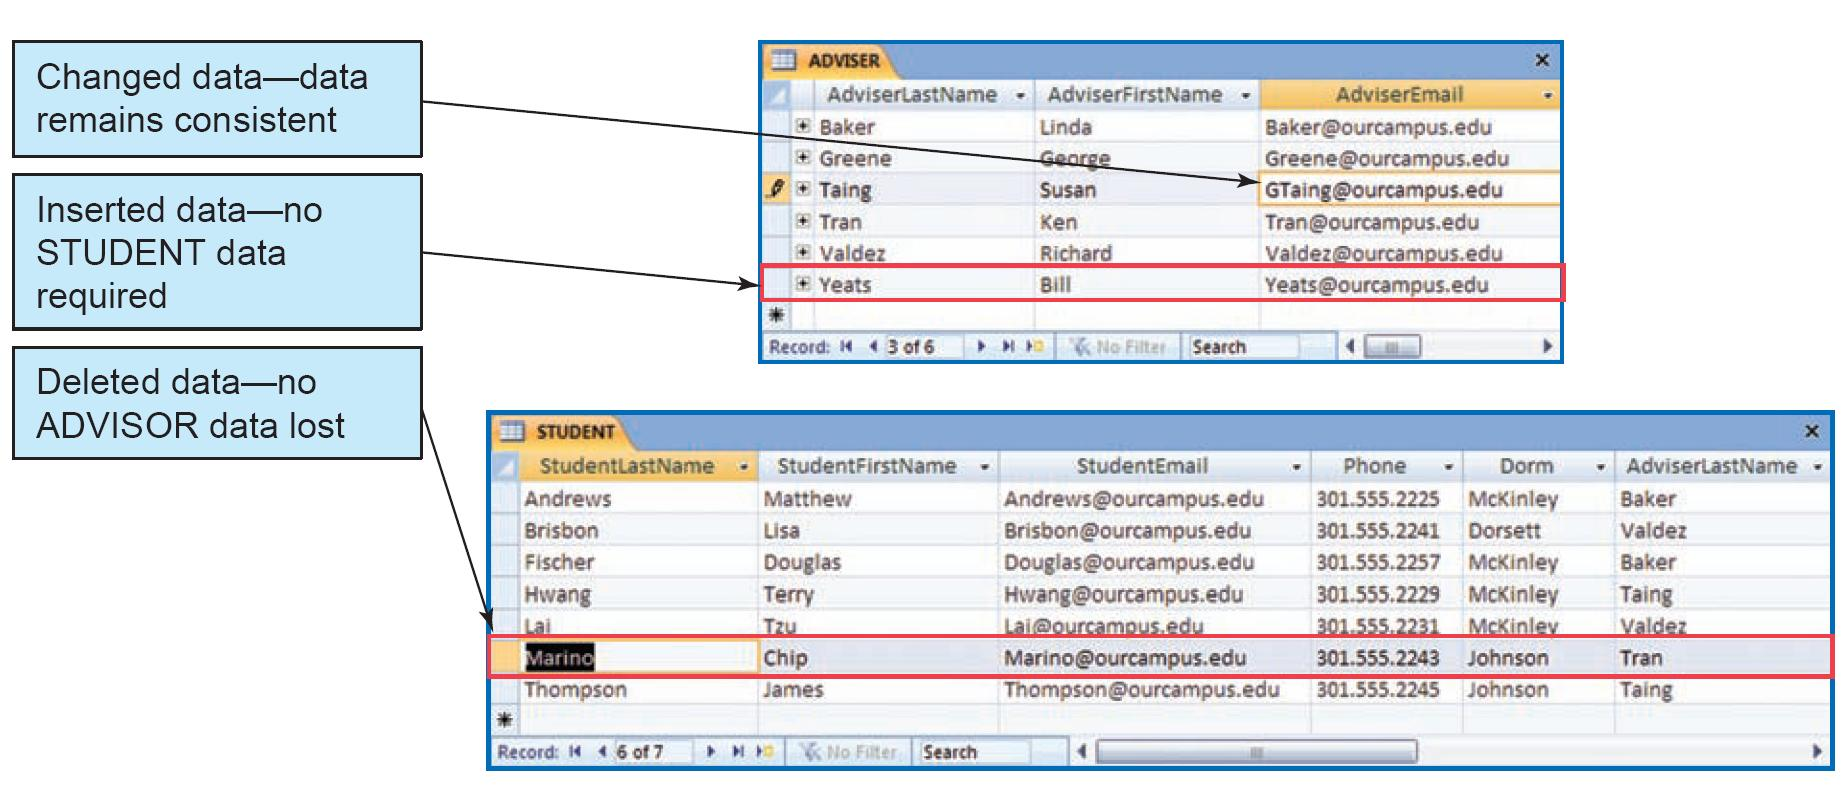 Changed data—data
remains consistent
Inserted data—no
STUDENT data
required
Deleted data—no
ADVISOR data lost
ADVISER
AdviserLastName AdviserFirstName AdviserEmail
Baker Linda Baker@ourcampus.edu
Greene George Greene@ourcampus.edu
Taing Susan GTaing@ourcampus.edu
Tran Ken Tran@ourcampus.edu
Valdez Richard Valdez@ourcampus.edu
Yeats Bill Yeats@ourcampus.edu
Record: 3 of 6 No Filter Search
STUDENT
StudentLastName StudentFirstName StudentEmail Phone Dorm AdviserLastName
Andrews Matthew Andrews@ourcampus.edu 301.555.2225 McKinley Baker
Brisbon Lisa Brisbon@ourcampus.edu 301.555.2241 Dorsett Valdez
Fischer Douglas Douglas@ourcampus.edu 301.555.2257 McKinley Baker
Hwang Terry Hwang@ourcampus.edu 301.555.2229 McKinley Taing
Lai Tzu Lai@ourcampus.edu 301.555.2231 McKinley Valdez
Marino Chip Marino@ourcampus.edu 301.555.2243 Johnson Tran
Thompson James Thompson@ourcampus.edu 301.555.2245 Johnson Taing
Record: 6 of 7 No Filter Search